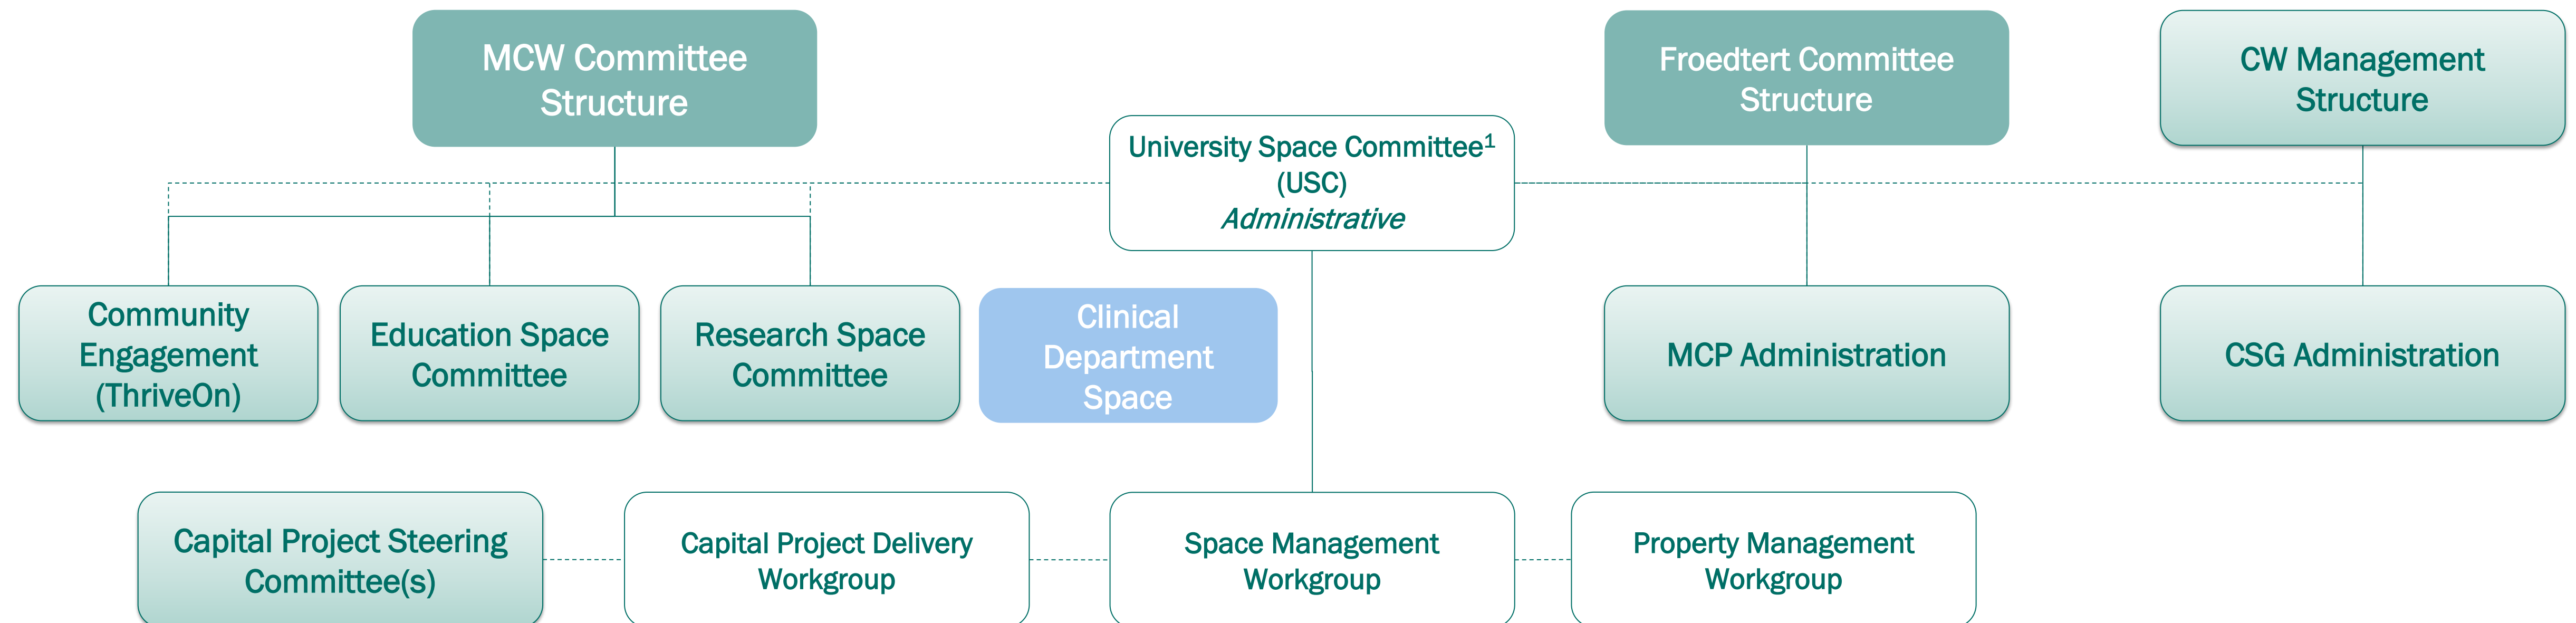 MCW Committee
Structure
Froedtert Committee
Structure
CW Management
Structure
University Space Committee¹
(USC)
Administrative
Community
Engagement
(ThriveOn)
Education Space
Committee
Research Space
Committee
Clinical
Department
Space
MCP Administration
CSG Administration
Capital Project Steering
Committee(s)
Capital Project Delivery
Workgroup
Space Management
Workgroup
Property Management
Workgroup